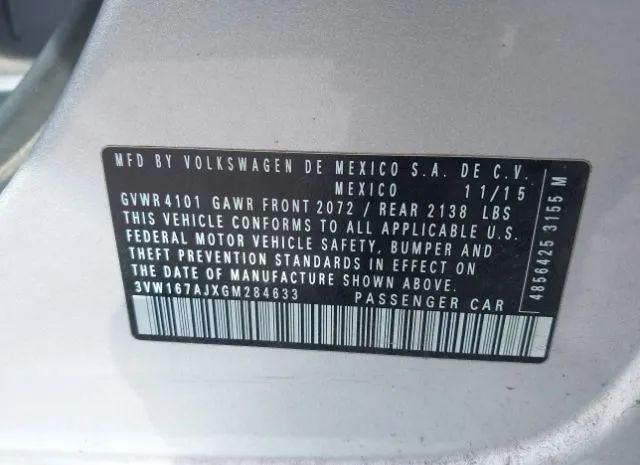 MFD BY VOLKSWAGEN DE MEXICO S.A. DE C.V.
MEXICO 11/15
GVWR 4101 GAWR FRONT 2072 / REAR 2138 LBS
THIS VEHICLE CONFORMS TO ALL APPLICABLE U.S.
FEDERAL MOTOR VEHICLE SAFETY, BUMPER AND
THEFT PREVENTION STANDARDS IN EFFECT ON
THE DATE OF MANUFACTURE SHOWN ABOVE.
3VW167AJXGM284633 PASSENGER CAR
4856425 3155 M